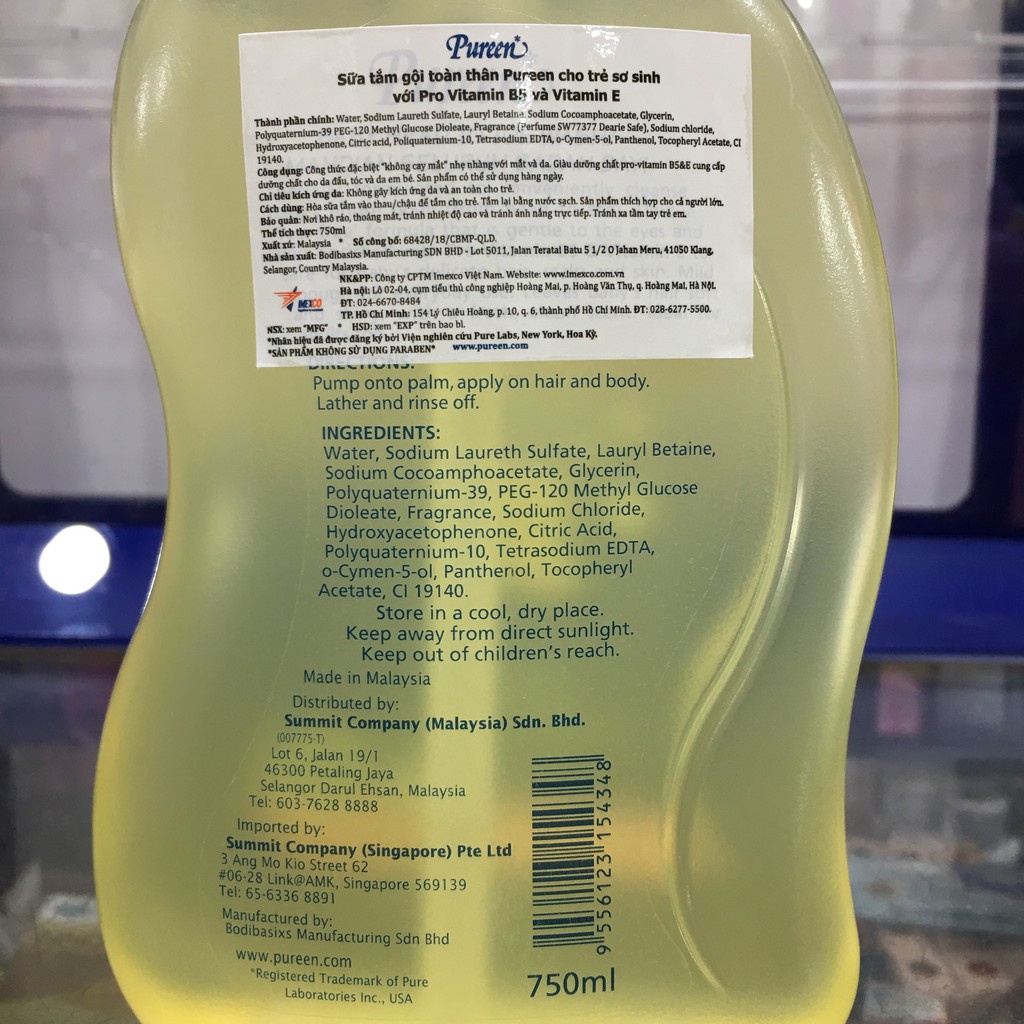 Pureen*
Sữa tắm gội toàn thân Pureen cho trẻ sơ sinh
với Pro Vitamin B5 và Vitamin E
Thành phần chính: Water, Sodium Laureth Sulfate, Lauryl Betaine, Sodium Cocoamphoacetate, Glycerin,
Polyquaternium-39 PEG-120 Methyl Glucose Dioleate, Fragrance (Perfume SW77377 Dearie Safe), Sodium chloride,
Hydroxyacetophenone, Citric acid, Poliquaternium-10, Tetrasodium EDTA, o-Cymen-5-ol, Panthenol, Tocopheryl Acetate, CI
19140.
Công dụng: Công thức đặc biệt "không cay mắt" nhẹ nhàng với mắt và da. Giàu dưỡng chất pro-vitamin B5&E cung cấp
dưỡng chất cho da đầu, tóc và da em bé. Sản phẩm có thể sử dụng hàng ngày.
Chỉ tiêu kích ứng da: Không gây kích ứng da và an toàn cho trẻ.
Cách dùng: Hòa sữa tắm vào thau/chậu để tắm cho trẻ. Tắm lại bằng nước sạch. Sản phẩm thích hợp cho cả người lớn.
Bảo quản: Nơi khô ráo, thoáng mát, tránh nhiệt độ cao và tránh ánh nắng trực tiếp. Tránh xa tầm tay trẻ em.
Thể tích thực: 750ml
Xuất xứ: Malaysia * Số công bố: 68428/18/CBMP-QLD.
Nhà sản xuất: Bodibasixs Manufacturing SDN BHD - Lot 5011, Jalan Teratal Batu 5 1/2 O Jahan Meru, 41050 Klang,
Selangor, Country Malaysia.
NK&PP: Công ty CPTM Imexco Việt Nam. Website: www.imexco.com.vn
Hà nội: Lô 02-04, cụm tiểu thủ công nghiệp Hoàng Mai, p. Hoàng Văn Thụ, q. Hoàng Mai, Hà Nội.
IMEXCO ĐT: 024-6670-8484
TP. Hồ Chí Minh: 154 Lý Chiêu Hoàng, p. 10, q. 6, thành phố Hồ Chí Minh. ĐT: 028-6277-5500.
NSX: xem "MFG" * HSD: xem "EXP" trên bao bì.
*Nhãn hiệu đã được đăng ký bởi Viện nghiên cứu Pure Labs, New York, Hoa Kỳ.
*SẢN PHẨM KHÔNG SỬ DỤNG PARABEN* www.pureen.com
DIRECTIONS:
Pump onto palm, apply on hair and body.
Lather and rinse off.
INGREDIENTS:
Water, Sodium Laureth Sulfate, Lauryl Betaine,
Sodium Cocoamphoacetate, Glycerin,
Polyquaternium-39, PEG-120 Methyl Glucose
Dioleate, Fragrance, Sodium Chloride,
Hydroxyacetophenone, Citric Acid,
Polyquaternium-10, Tetrasodium EDTA,
o-Cymen-5-ol, Panthenol, Tocopheryl
Acetate, CI 19140.
Store in a cool, dry place.
Keep away from direct sunlight.
Keep out of children's reach.
Made in Malaysia
Distributed by:
Summit Company (Malaysia) Sdn. Bhd.
(007775-T)
Lot 6, Jalan 19/1
46300 Petaling Jaya
Selangor Darul Ehsan, Malaysia
Tel: 603-7628 8888
Imported by:
Summit Company (Singapore) Pte Ltd
3 Ang Mo Kio Street 62
#06-28 Link@AMK, Singapore 569139
Tel: 65-6336 8891
Manufactured by:
Bodibasixs Manufacturing Sdn Bhd
www.pureen.com
*Registered Trademark of Pure
Laboratories Inc., USA
9 556123 154348
750ml